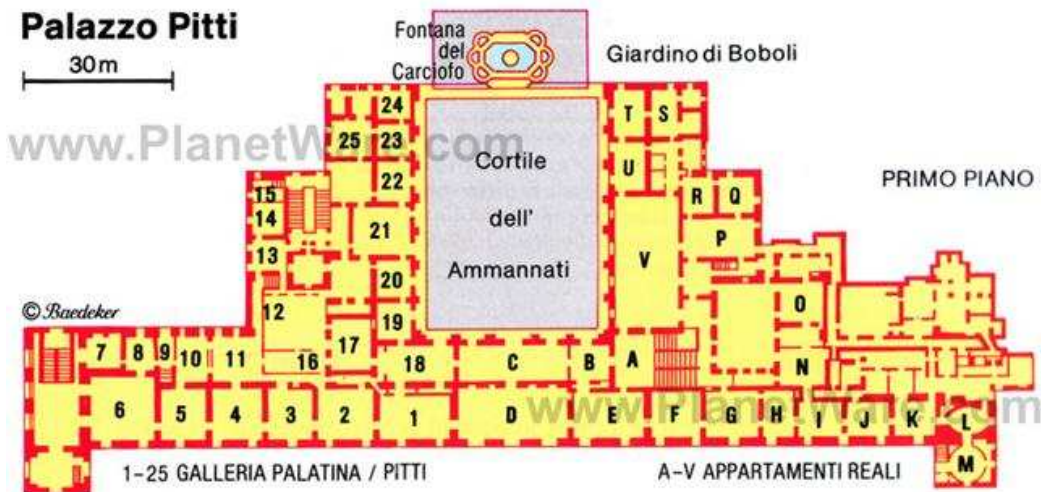 Palazzo Pitti
30 m
Fontana
del
Carciofo
Giardino di Boboli
www.PlanetWare.com
PRIMO PIANO
Cortile
dell'
Ammannati
© Baedeker
24
23
25
22
15
14
21
13
20
12
19
17
16
18
7
8
9
10
11
6
5
4
3
2
1
T
S
U
R
Q
P
V
O
N
C
B
A
D
E
F
G
H
I
J
K
L
M
www.PlanetWare.com
1-25 GALLERIA PALATINA / PITTI
A-V APPARTAMENTI REALI